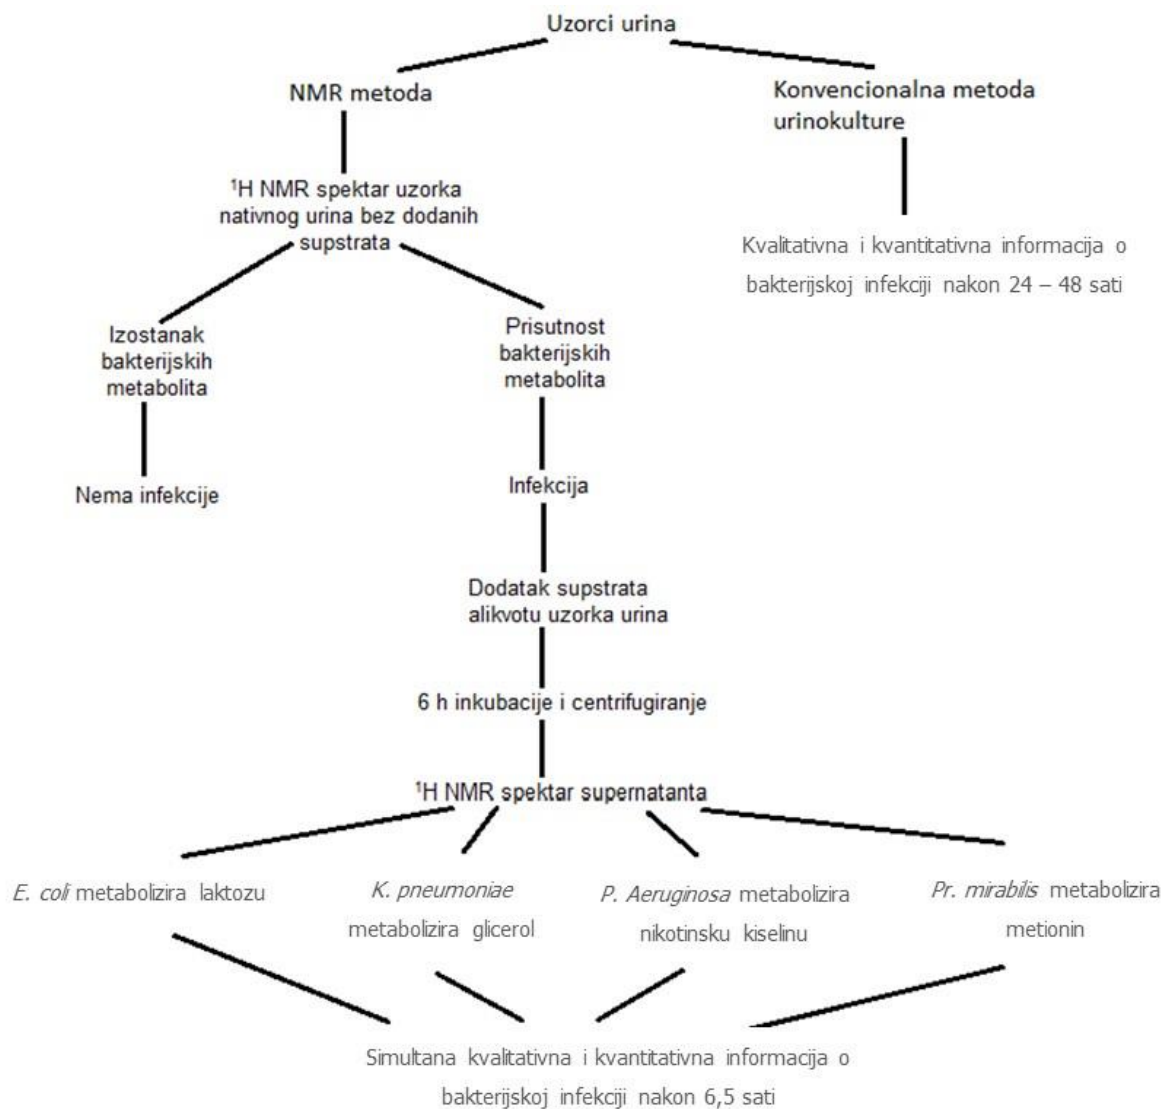 Uzorci urina
NMR metoda
Konvencionalna metoda
urinokulture
¹H NMR spektar uzorka
nativnog urina bez dodanih
supstrata
Kvalitativna i kvantitativna informacija o
bakterijskoj infekciji nakon 24 – 48 sati
Izostanak
bakterijskih
metabolita
Prisutnost
bakterijskih
metabolita
Nema infekcije
Infekcija
Dodatak supstrata
alikvotu uzorka urina
6 h inkubacije i centrifugiranje
¹H NMR spektar supernatanta
E. coli metabolizira laktozu
K. pneumoniae
metabolizira glicerol
P. Aeruginosa metabolizira
nikotinsku kiselinu
Pr. mirabilis metabolizira
metionin
Simultana kvalitativna i kvantitativna informacija o
bakterijskoj infekciji nakon 6,5 sati